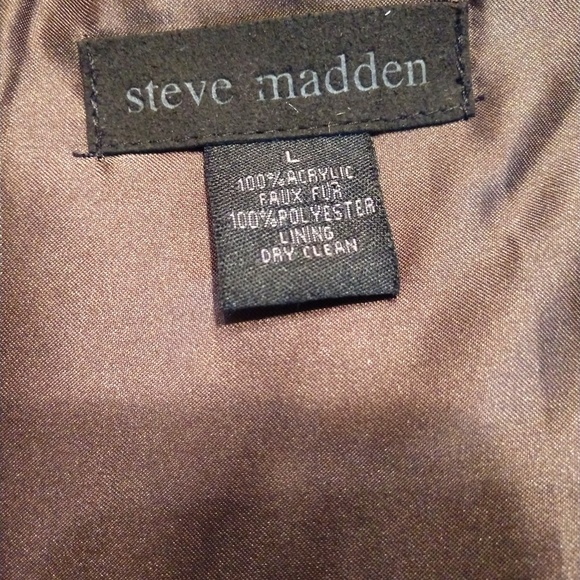 steve madden
L
100% ACRYLIC
FAUX FUR
100% POLYESTER
LINING
DRY CLEAN